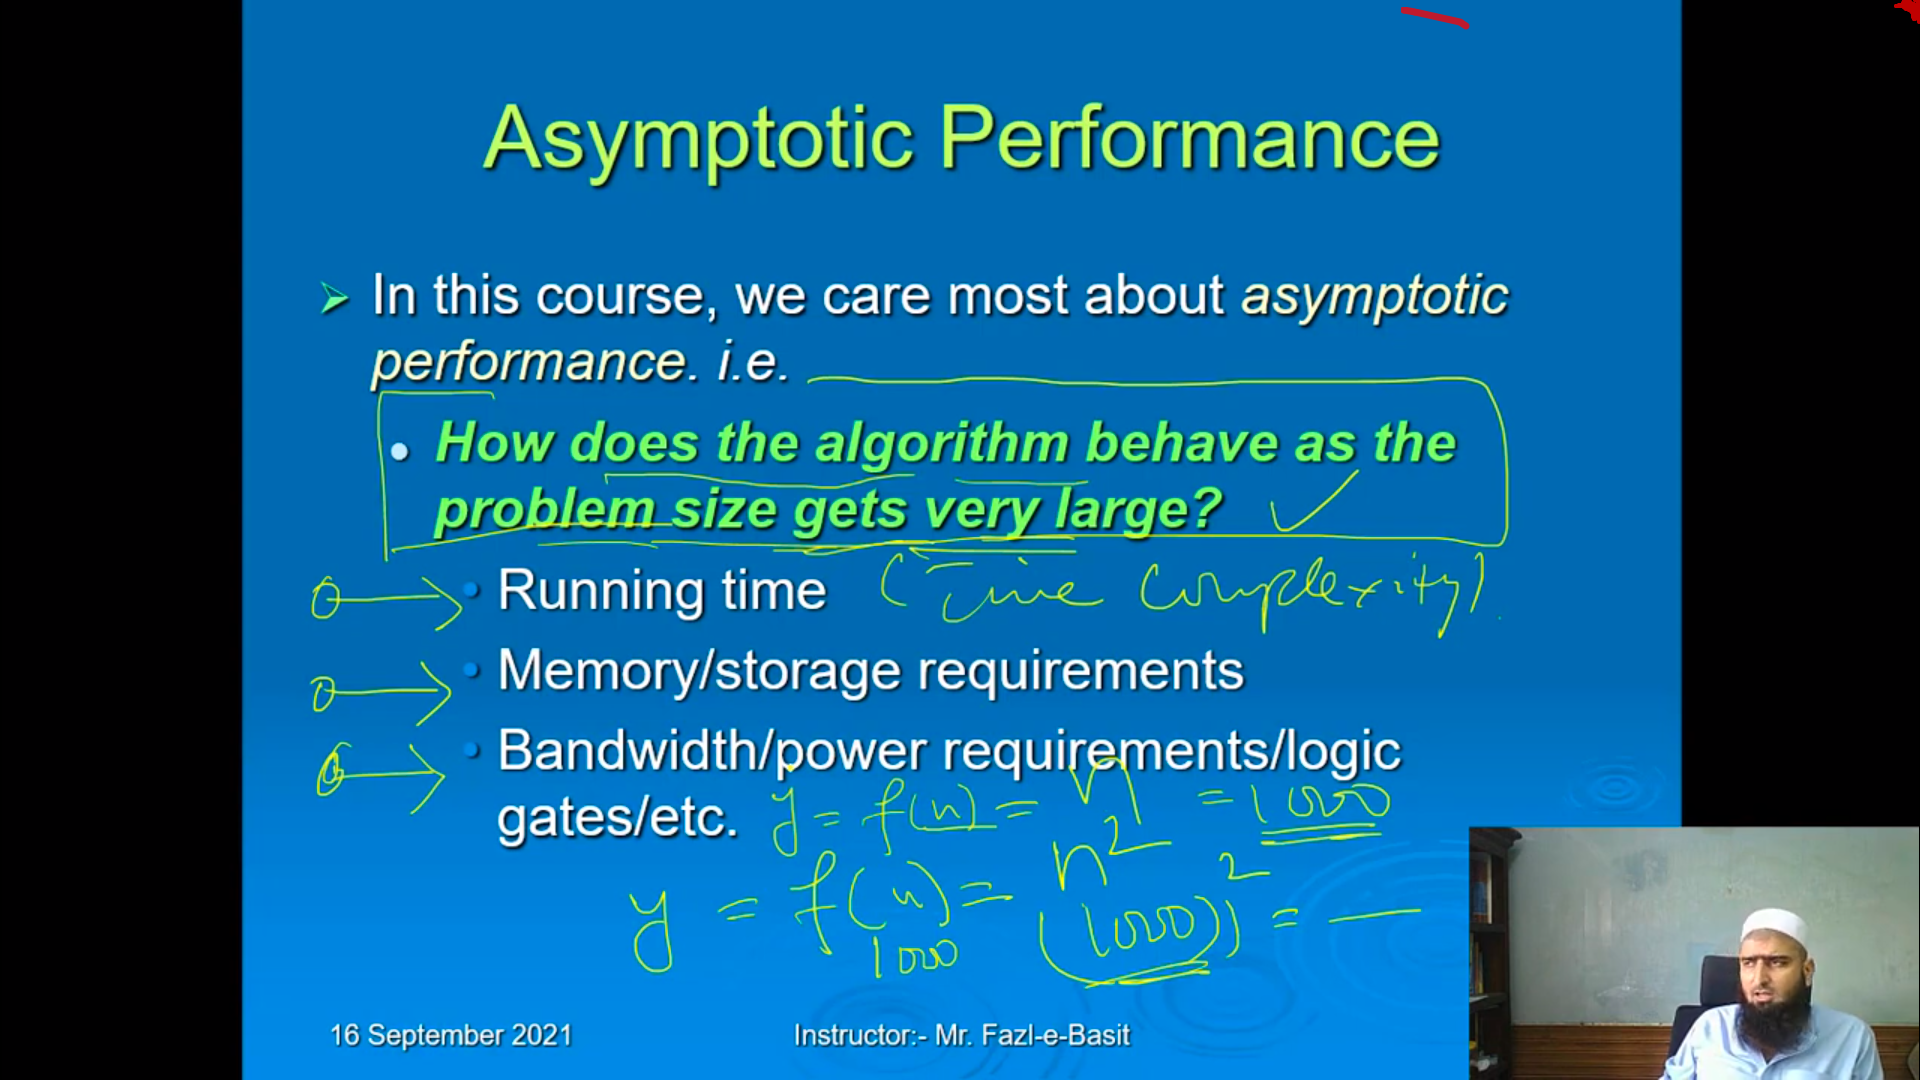 Asymptotic Performance
In this course, we care most about asymptotic
performance. i.e.
How does the algorithm behave as the
problem size gets very large?
Running time (Time Complexity).
Memory/storage requirements
Bandwidth/power requirements/logic
gates/etc. y = f(n) = n = 1000
y = f(n) = n²
1000 (1000)² = —
16 September 2021 Instructor:- Mr. Fazl-e-Basit